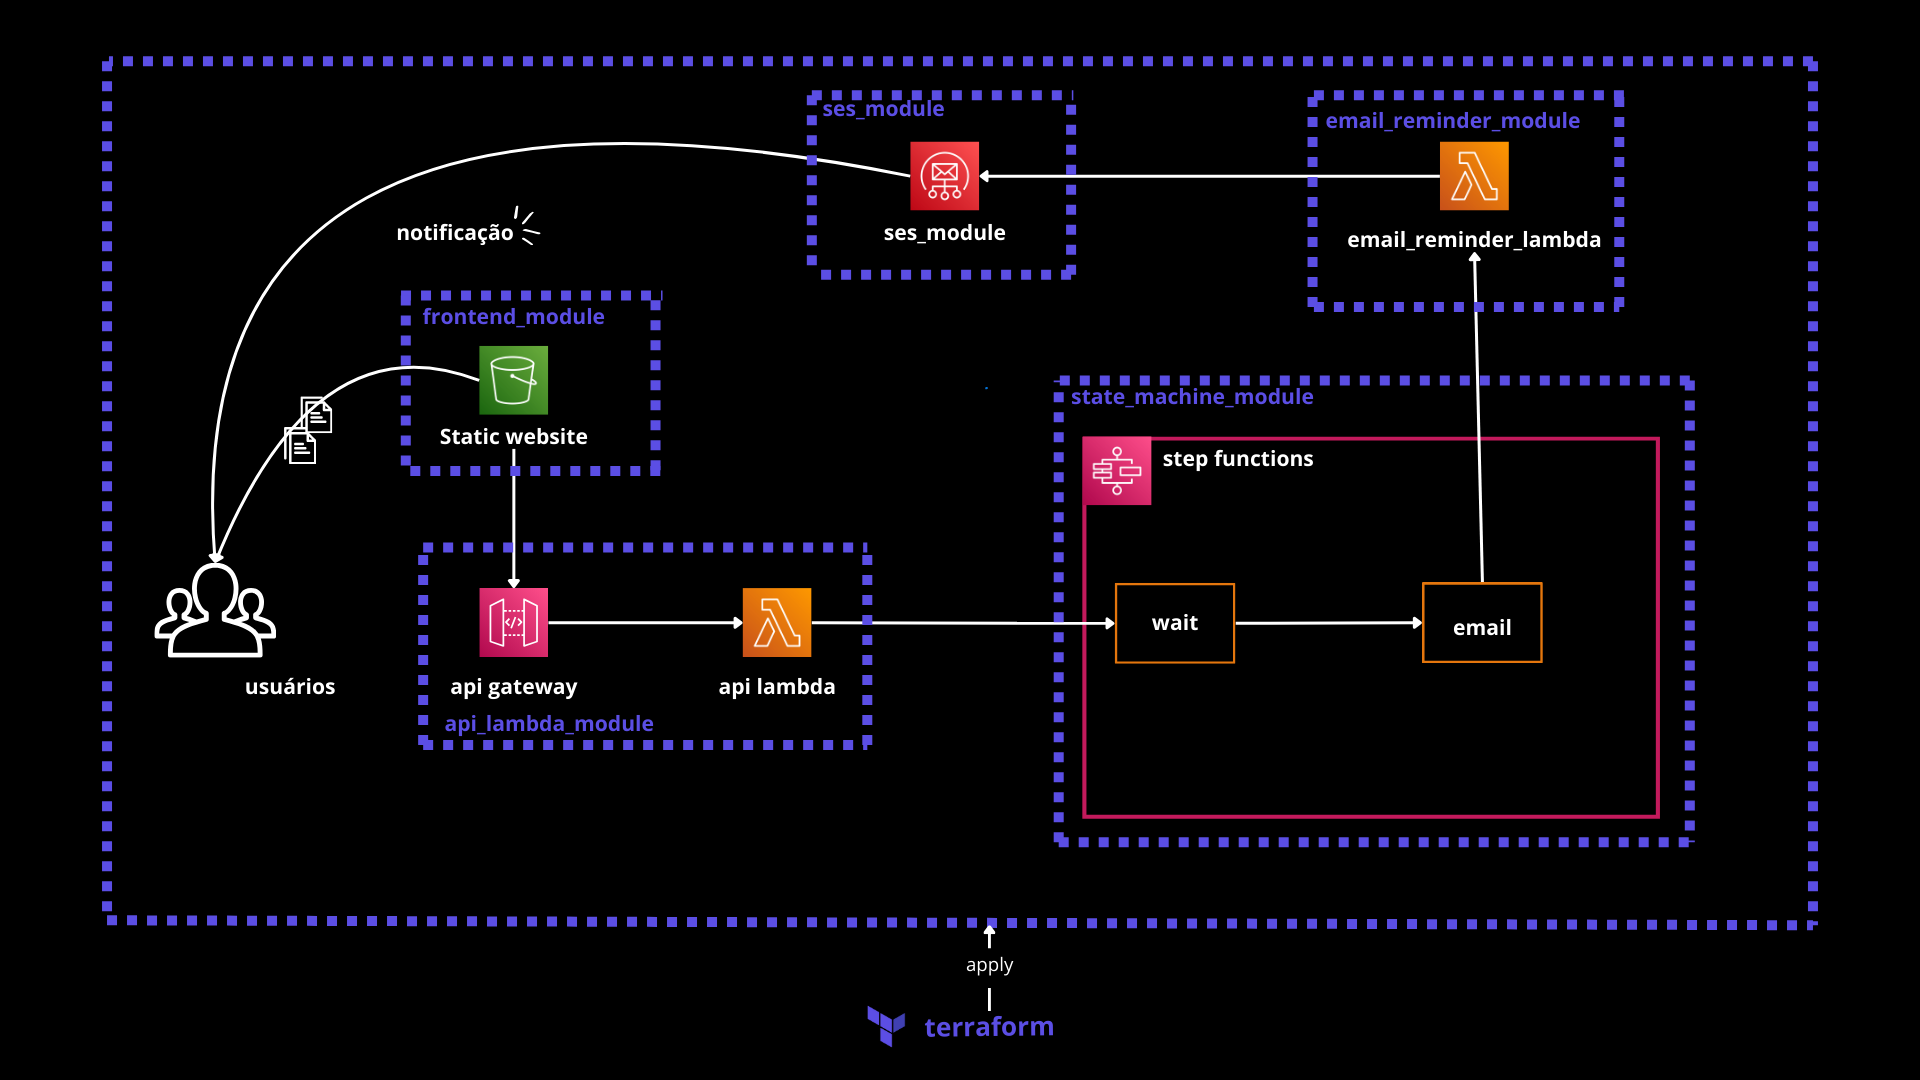 ses_module
email_reminder_module
notificação
ses_module
email_reminder_lambda
frontend_module
Static website
state_machine_module
step functions
wait
email
api gateway
api lambda
usuários
api_lambda_module
apply
terraform